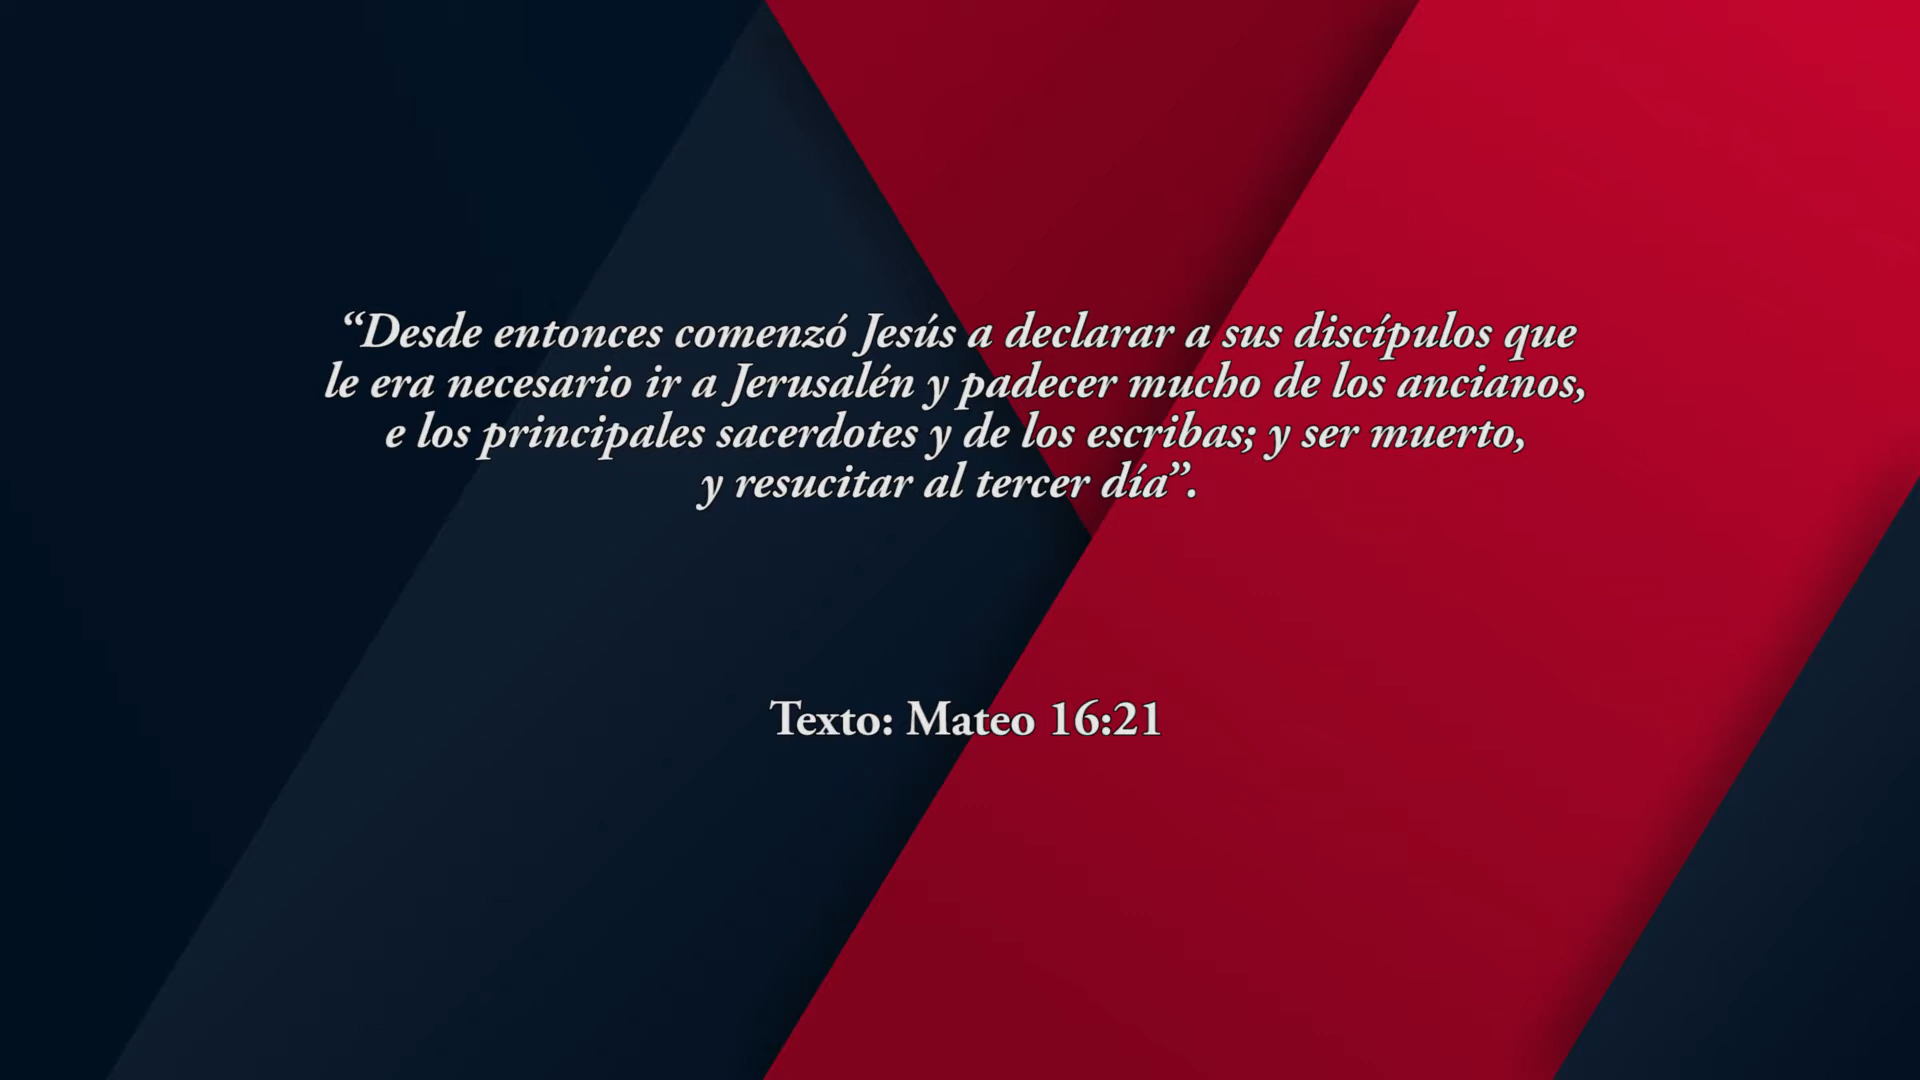 “Desde entonces comenzó Jesús a declarar a sus discípulos que
le era necesario ir a Jerusalén y padecer mucho de los ancianos,
e los principales sacerdotes y de los escribas; y ser muerto,
y resucitar al tercer día”.
Texto: Mateo 16:21